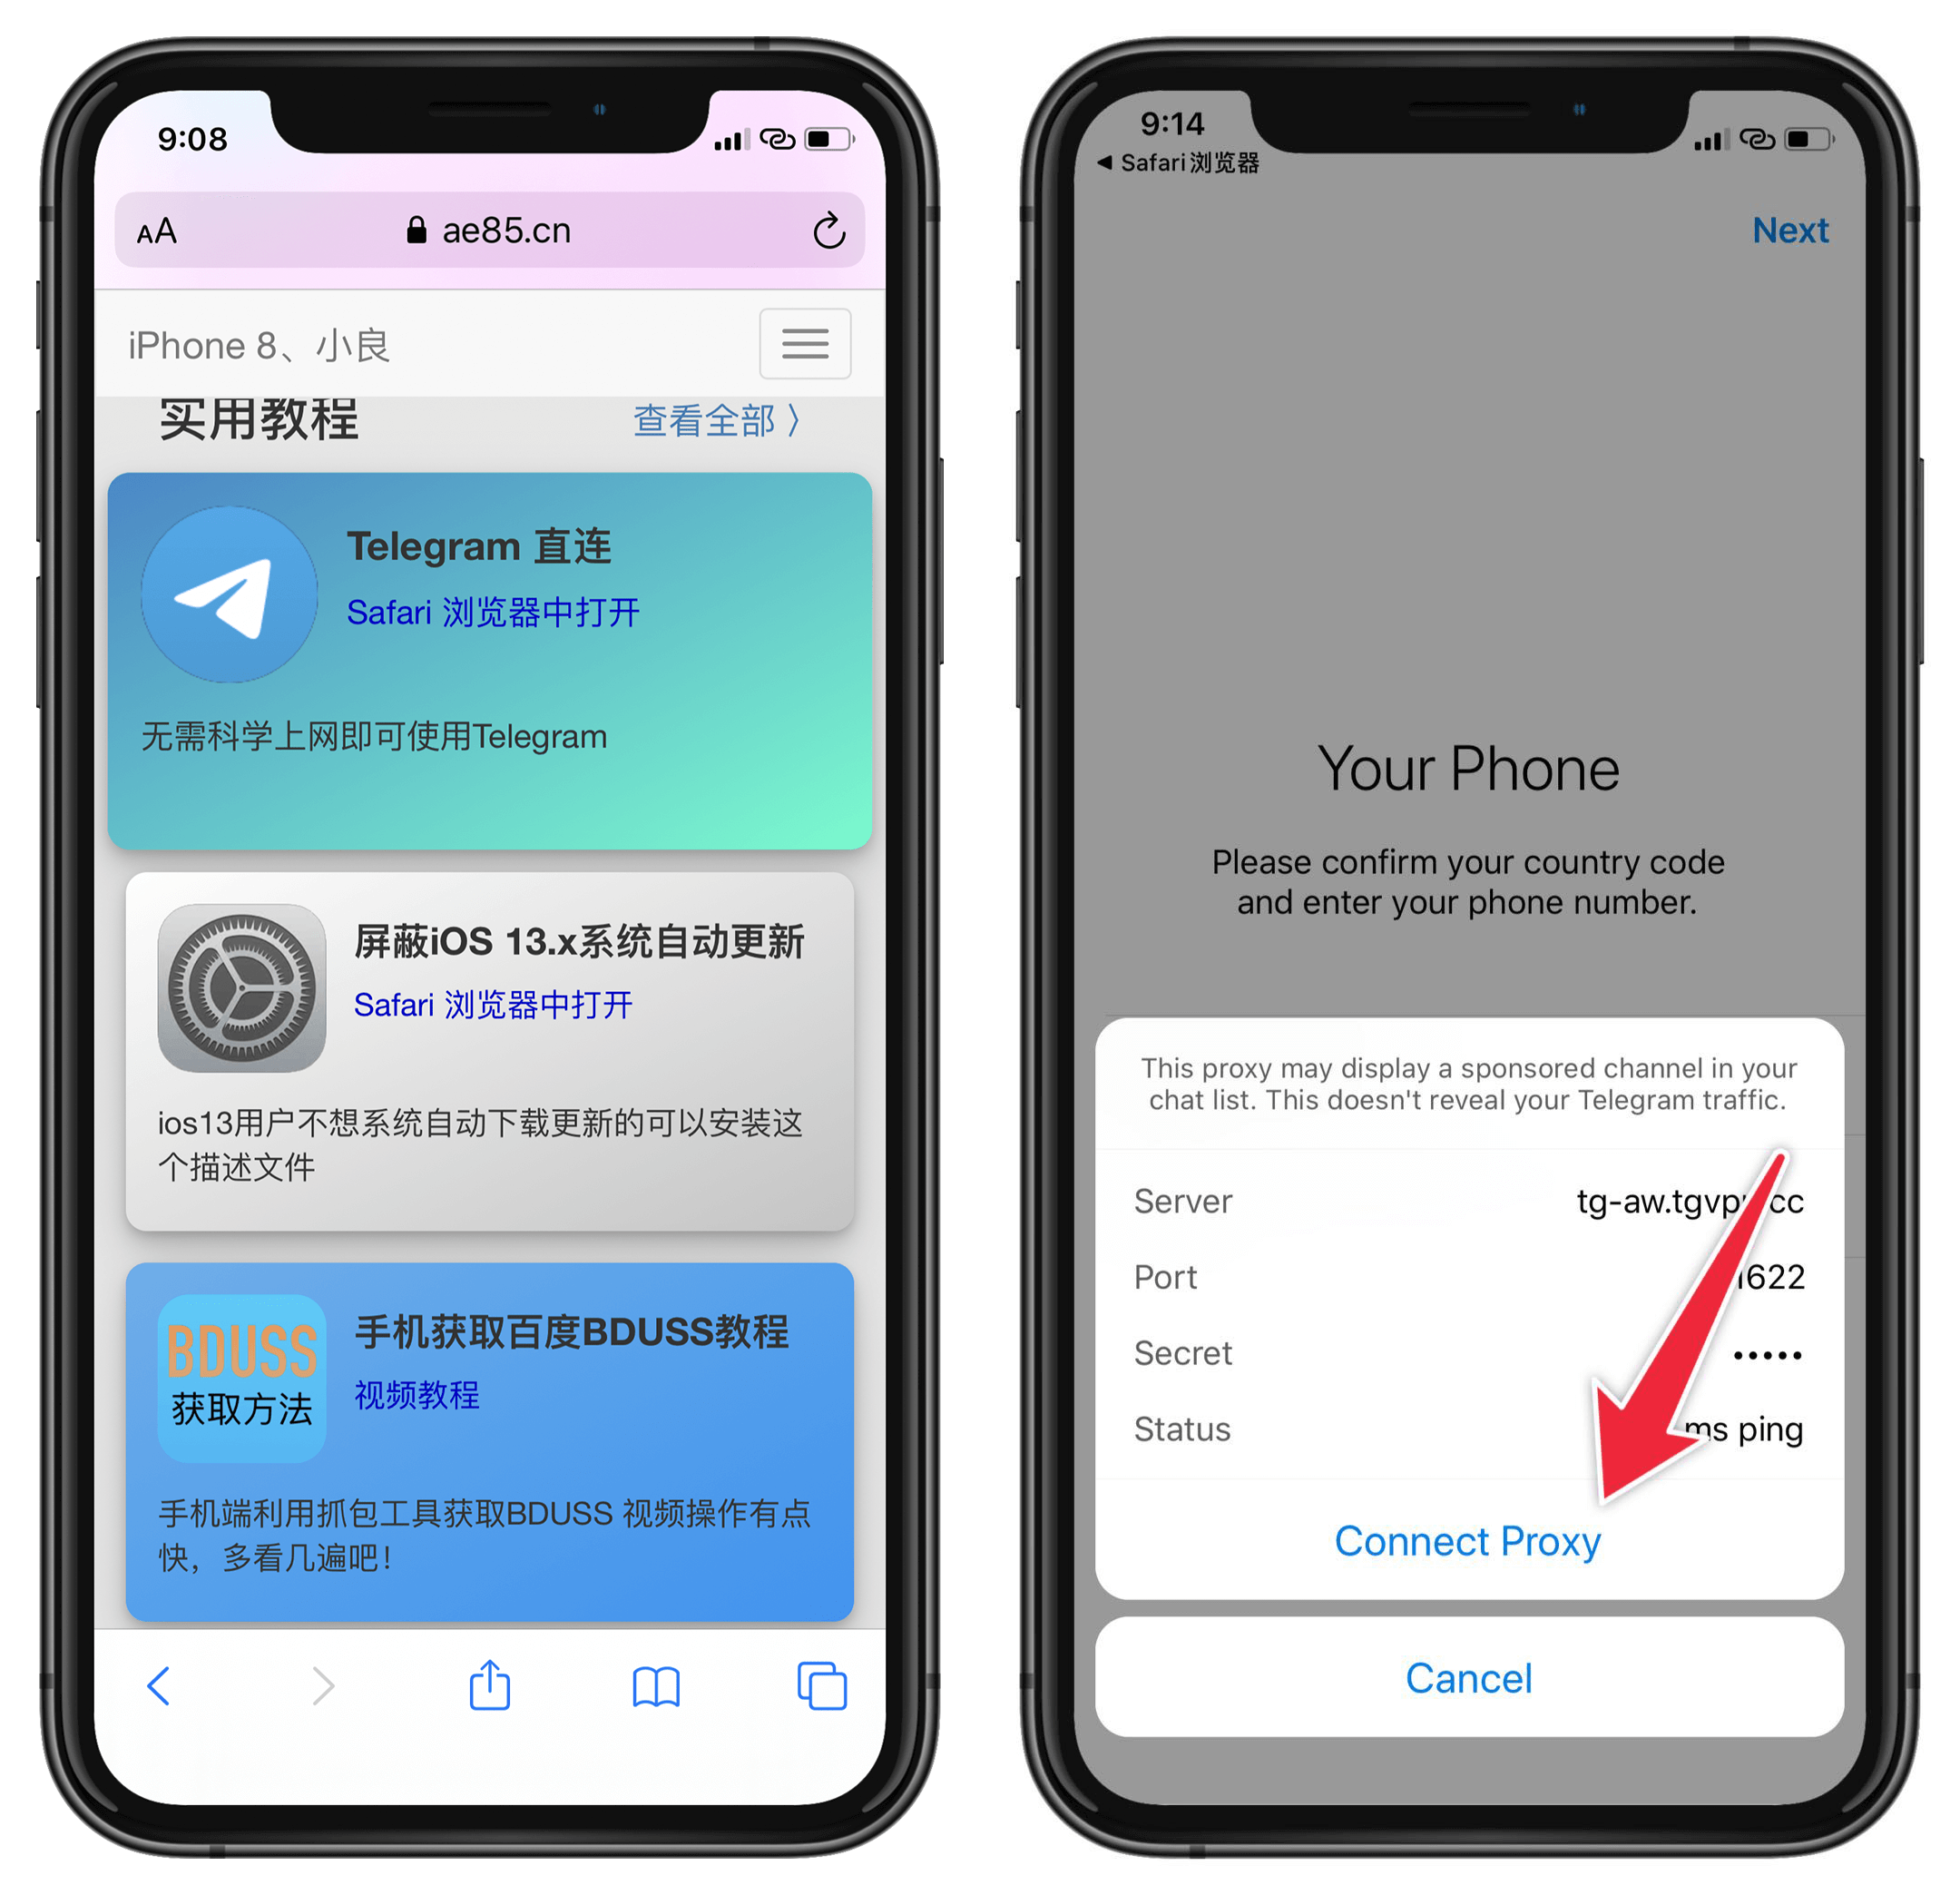 9:08
AA
ae85.cn
iPhone 8、小良
实用教程
查看全部 〉
Telegram 直连
Safari 浏览器中打开
无需科学上网即可使用Telegram
屏蔽iOS 13.x系统自动更新
Safari 浏览器中打开
ios13用户不想系统自动下载更新的可以安装这
个描述文件
BDUSS
获取方法
手机获取百度BDUSS教程
视频教程
手机端利用抓包工具获取BDUSS 视频操作有点
快，多看几遍吧！
9:14
◀ Safari浏览器
Next
Your Phone
Please confirm your country code
and enter your phone number.
This proxy may display a sponsored channel in your
chat list. This doesn't reveal your Telegram traffic.
Server
Port
Secret
•••••
Status
ms ping
Connect Proxy
Cancel